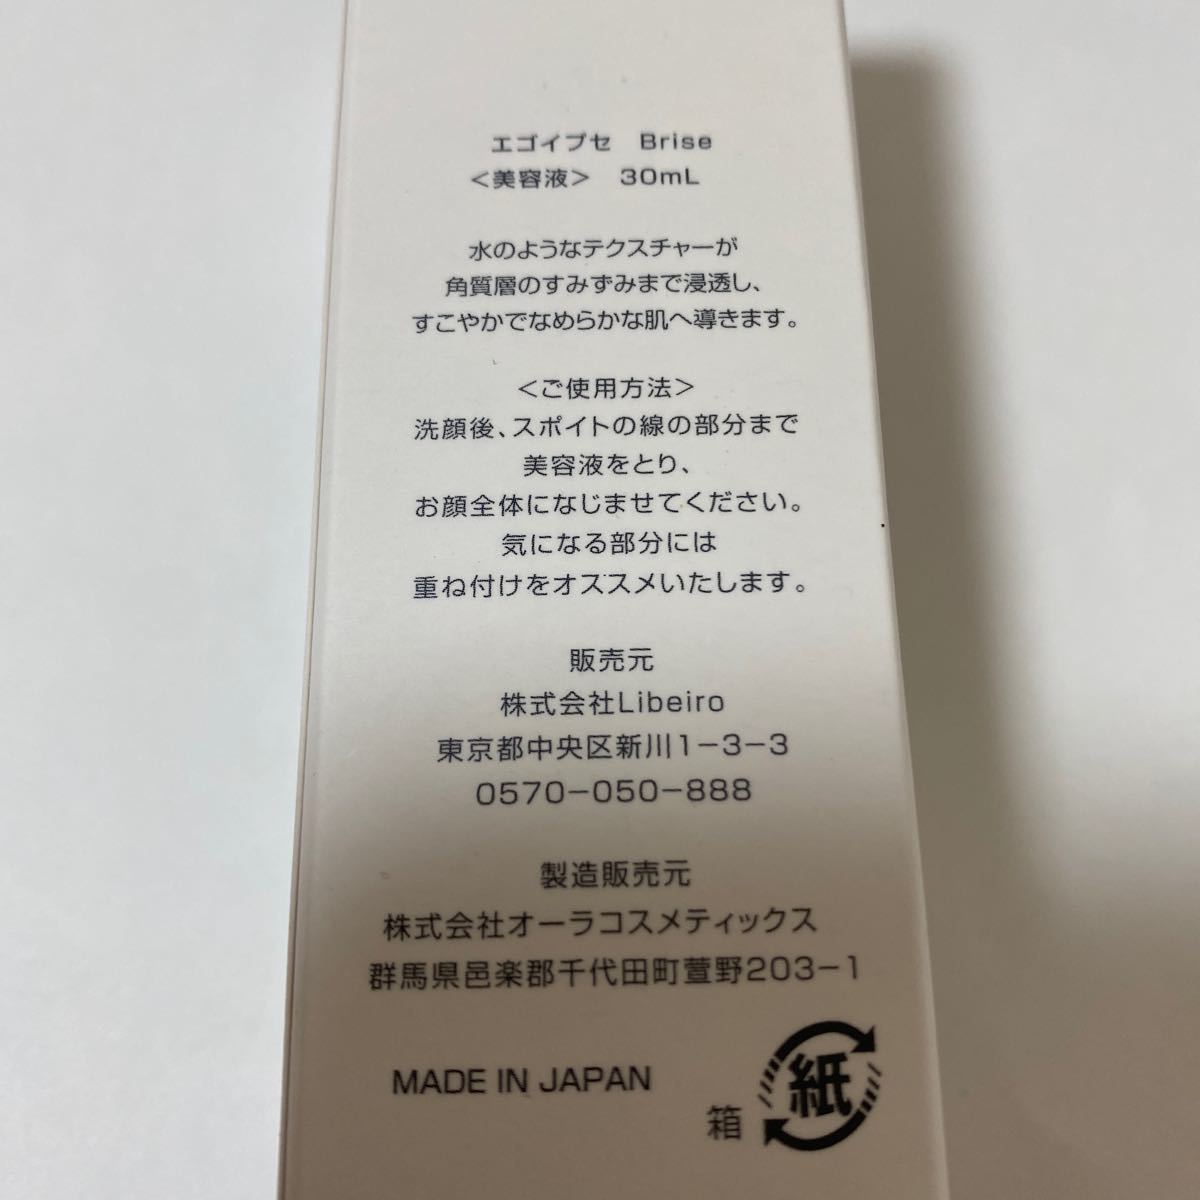 エゴイプセ　Brise
＜美容液＞　30mL
水のようなテクスチャーが
角質層のすみずみまで浸透し、
すこやかでなめらかな肌へ導きます。
＜ご使用方法＞
洗顔後、スポイトの線の部分まで
美容液をとり、
お顔全体になじませてください。
気になる部分には
重ね付けをオススメいたします。
販売元
株式会社Libeiro
東京都中央区新川1−3−3
0570−050−888
製造販売元
株式会社オーラコスメティックス
群馬県邑楽郡千代田町萱野203−1
MADE IN JAPAN
箱
紙